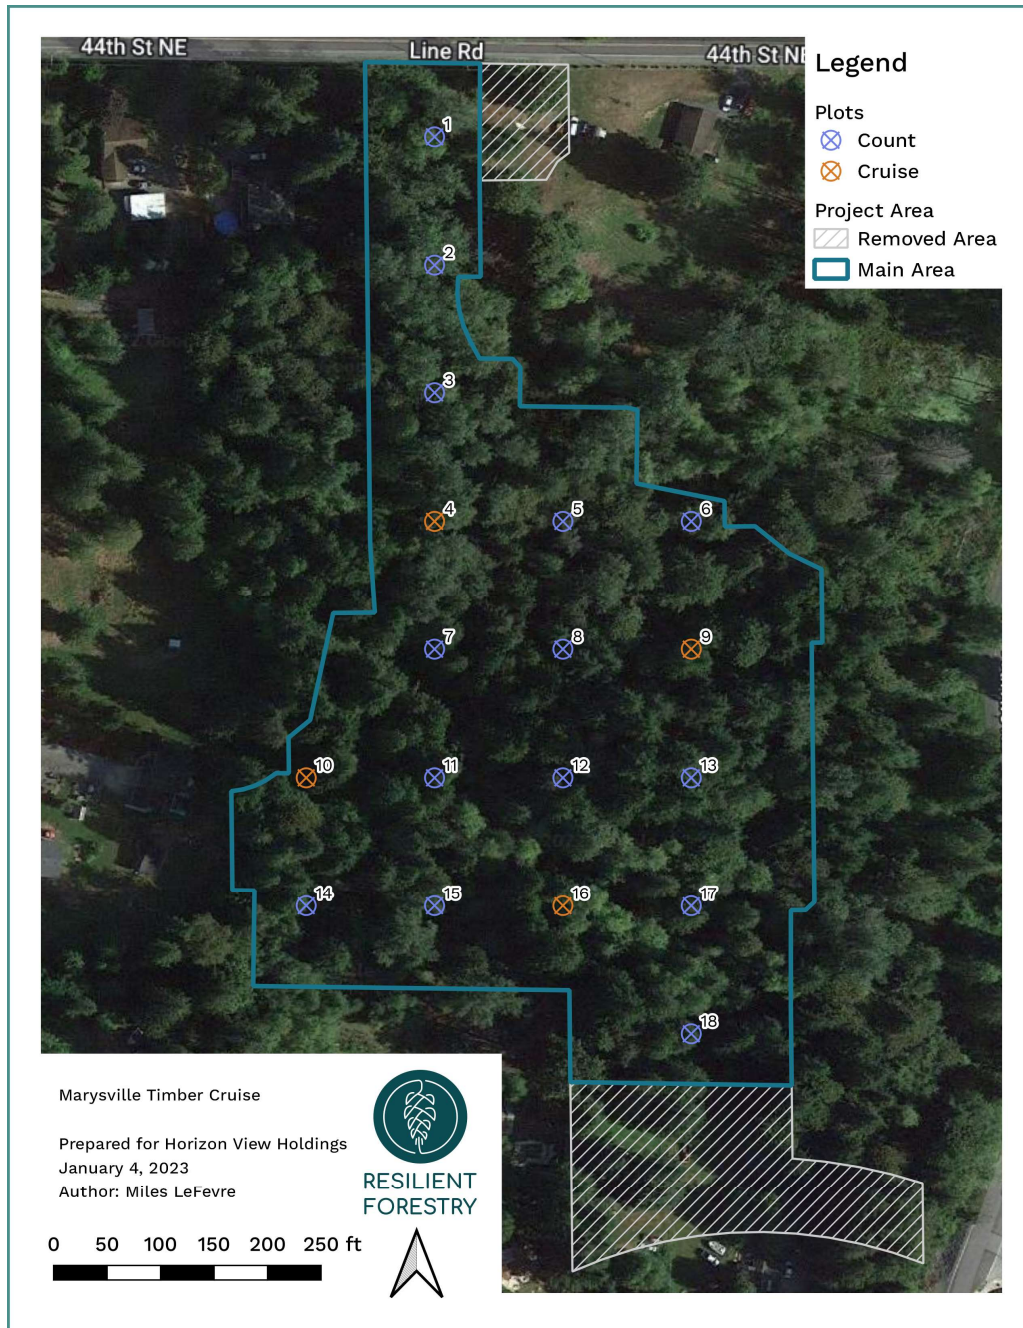 44th St NE
Line Rd
44th St NE
Legend
Plots
Count
Cruise
Project Area
Removed Area
Main Area
1
2
3
4
5
6
7
8
9
10
11
12
13
14
15
16
17
18
Marysville Timber Cruise
Prepared for Horizon View Holdings
January 4, 2023
Author: Miles LeFevre
RESILIENT
FORESTRY
0 50 100 150 200 250 ft